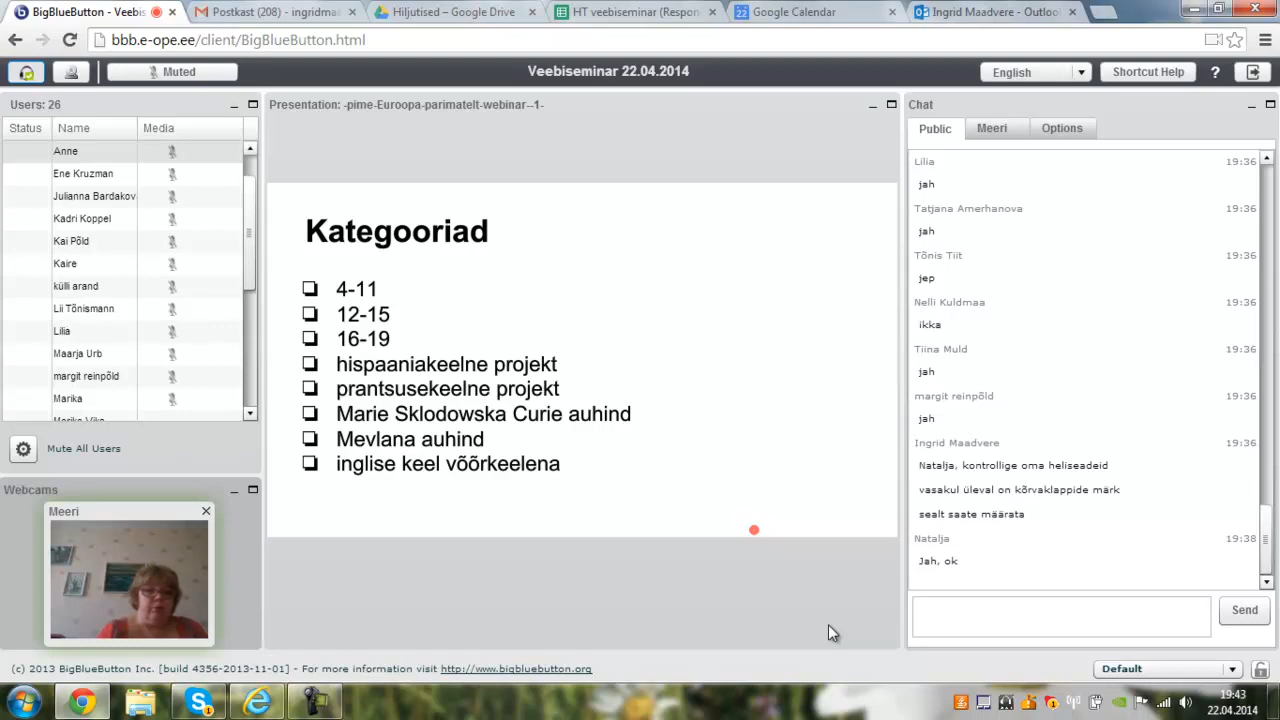 BigBlueButton - Veebis
Postkast (208) - ingridma
Hiljutised – Google Drive
HT veebiseminar (Respon
Google Calendar
Ingrid Maadvere - Outloo
bbb.e-ope.ee/client/BigBlueButton.html
Muted
Veebiseminar 22.04.2014
English
Shortcut Help
?
Users: 26
Status Name Media
Anne
Ene Kruzman
Julianna Bardakov
Kadri Koppel
Kai Põld
Kaire
külli arand
Lii Tõnismann
Lilia
Maarja Urb
margit reinpõld
Marika
Marika Vika
Mute All Users
Webcams
Meeri
Presentation: -pime-Euroopa-parimatelt-webinar--1-
Kategooriad
4-11
12-15
16-19
hispaaniakeelne projekt
prantsusekeelne projekt
Marie Sklodowska Curie auhind
Mevlana auhind
inglise keel võõrkeelena
Chat
Public Meeri Options
Lilia 19:36
jah
Tatjana Amerhanova 19:36
jah
Tõnis Tiit 19:36
jep
Nelli Kuldmaa 19:36
ikka
Tiina Muld 19:36
jah
margit reinpõld 19:36
jah
Ingrid Maadvere 19:36
Natalja, kontrollige oma heliseadeid
vasakul üleval on kõrvaklappide märk
sealt saate määrata
Natalja 19:38
Jah, ok
Send
(c) 2013 BigBlueButton Inc. [build 4356-2013-11-01] - For more information visit http://www.bigbluebutton.org
Default
19:43
22.04.2014